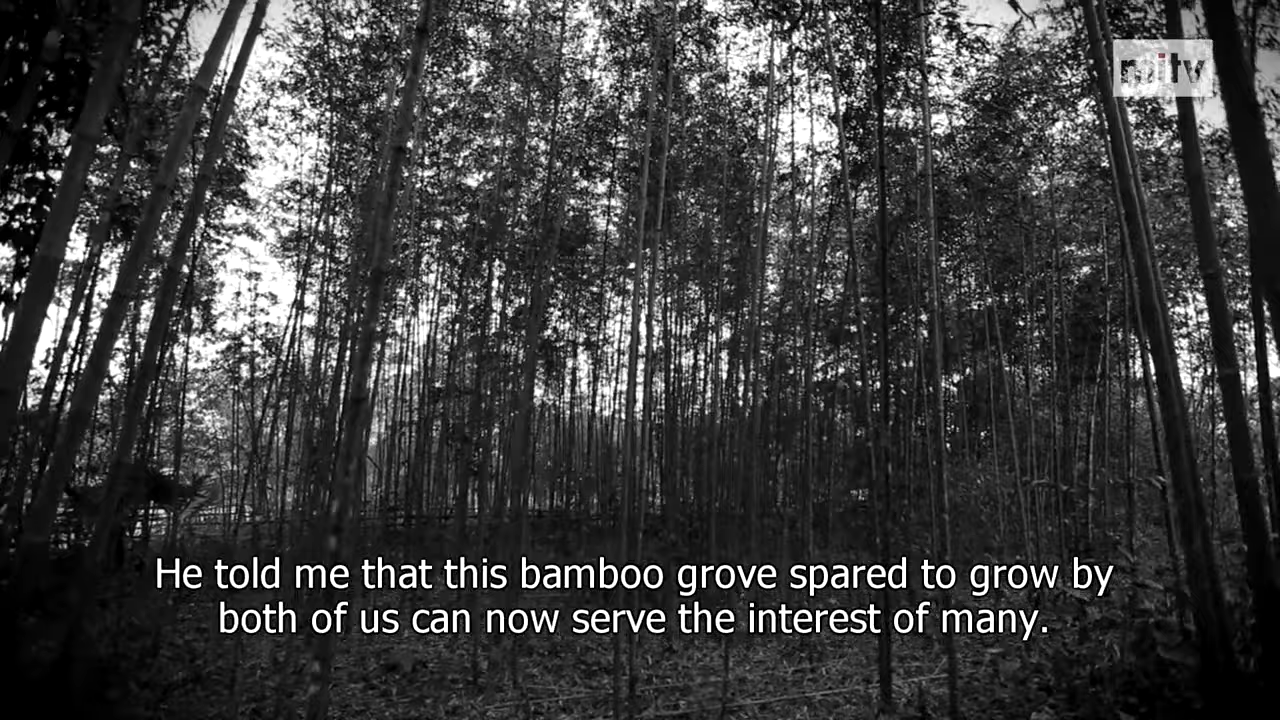 mitv
He told me that this bamboo grove spared to grow by
both of us can now serve the interest of many.